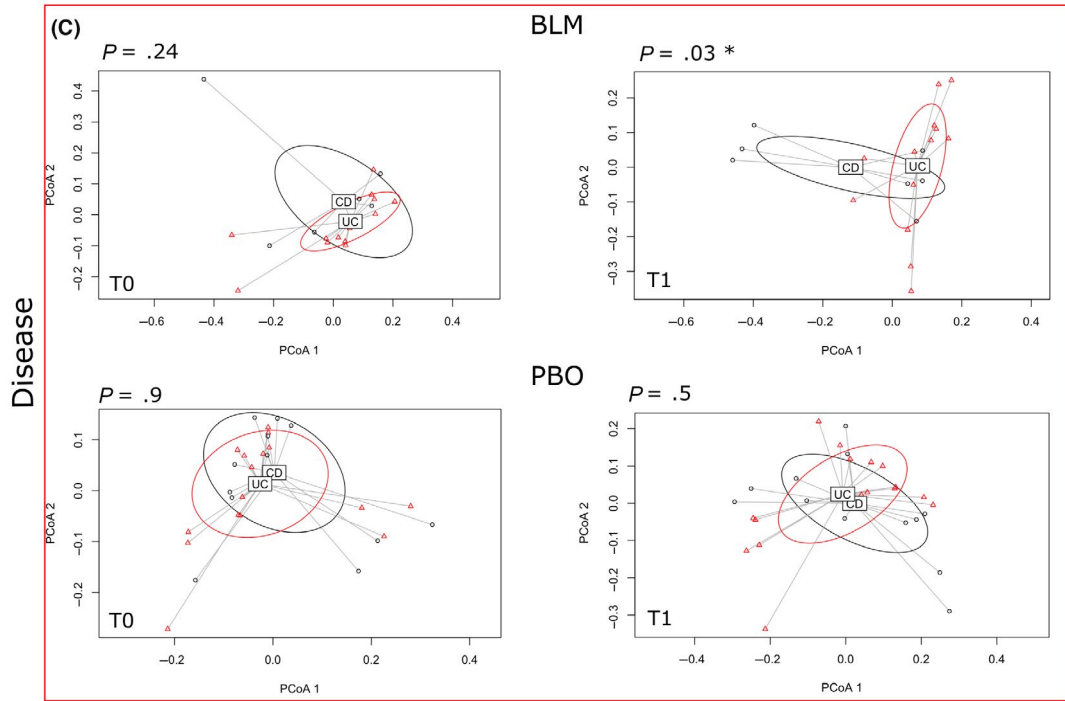 (C)
BLM
P = .24
P = .03 *
Disease
PCoA 2
0.4
0.3
0.2
0.1
0.0
−0.1
−0.2
CD
UC
T0
−0.6 −0.4 −0.2 0.0 0.2 0.4
PCoA 1
PCoA 2
0.2
0.1
0.0
−0.1
−0.2
−0.3
CD
UC
T1
−0.6 −0.4 −0.2 0.0 0.2 0.4
PCoA 1
PBO
P = .9
P = .5
PCoA 2
0.1
0.0
−0.1
−0.2
CD
UC
T0
−0.2 0.0 0.2 0.4
PCoA 1
PCoA 2
0.2
0.1
0.0
−0.1
−0.2
−0.3
UC
CD
T1
−0.4 −0.2 0.0 0.2 0.4
PCoA 1